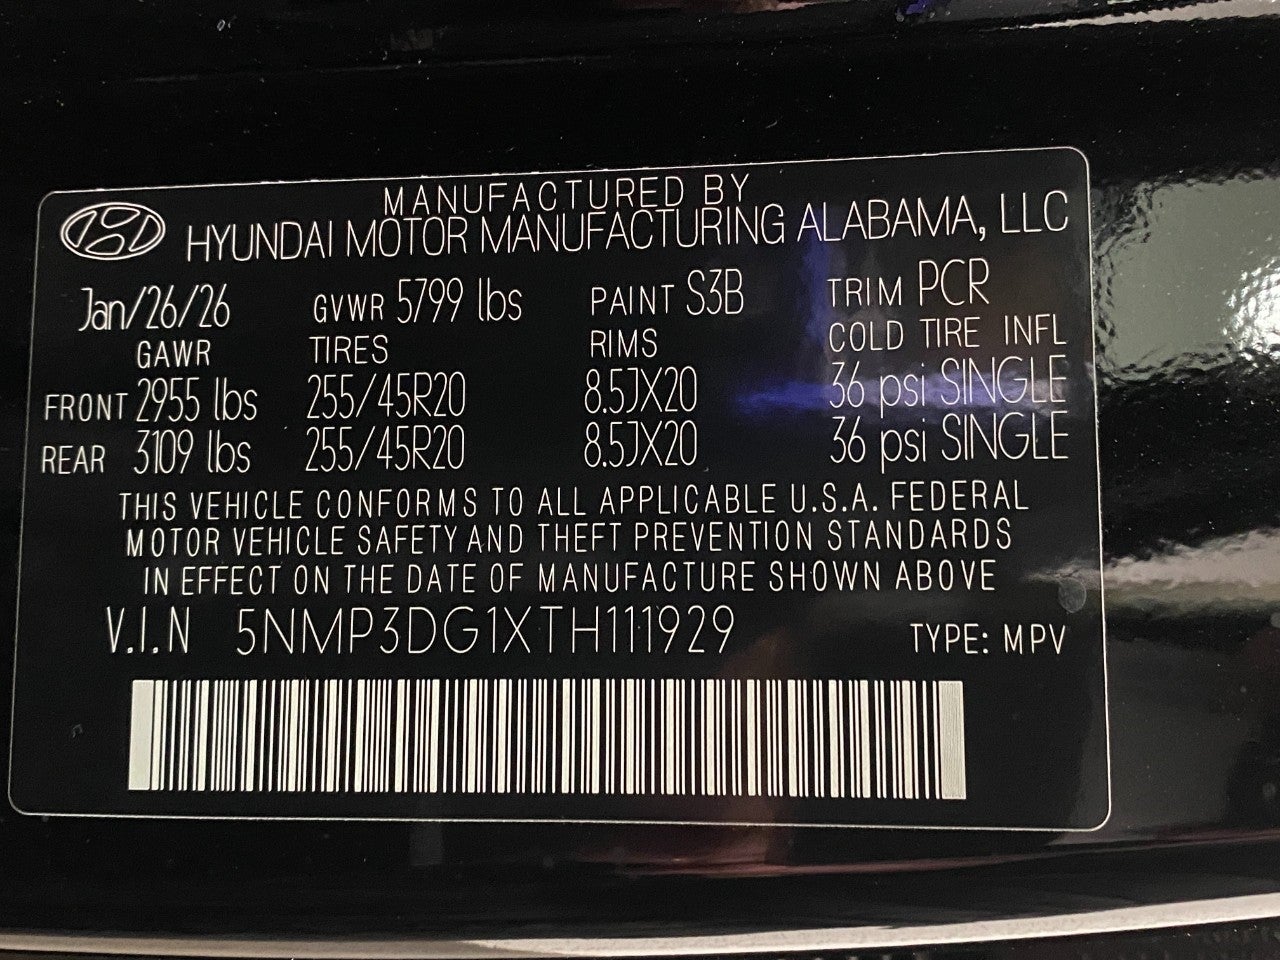 MANUFACTURED BY
HYUNDAI MOTOR MANUFACTURING ALABAMA, LLC
Jan/26/26 GVWR 5799 lbs PAINT S3B TRIM PCR
GAWR TIRES RIMS COLD TIRE INFL
FRONT 2955 lbs 255/45R20 8.5JX20 36 psi SINGLE
REAR 3109 lbs 255/45R20 8.5JX20 36 psi SINGLE
THIS VEHICLE CONFORMS TO ALL APPLICABLE U.S.A. FEDERAL
MOTOR VEHICLE SAFETY AND THEFT PREVENTION STANDARDS
IN EFFECT ON THE DATE OF MANUFACTURE SHOWN ABOVE
V.I.N 5NMP3DG1XTH111929 TYPE: MPV